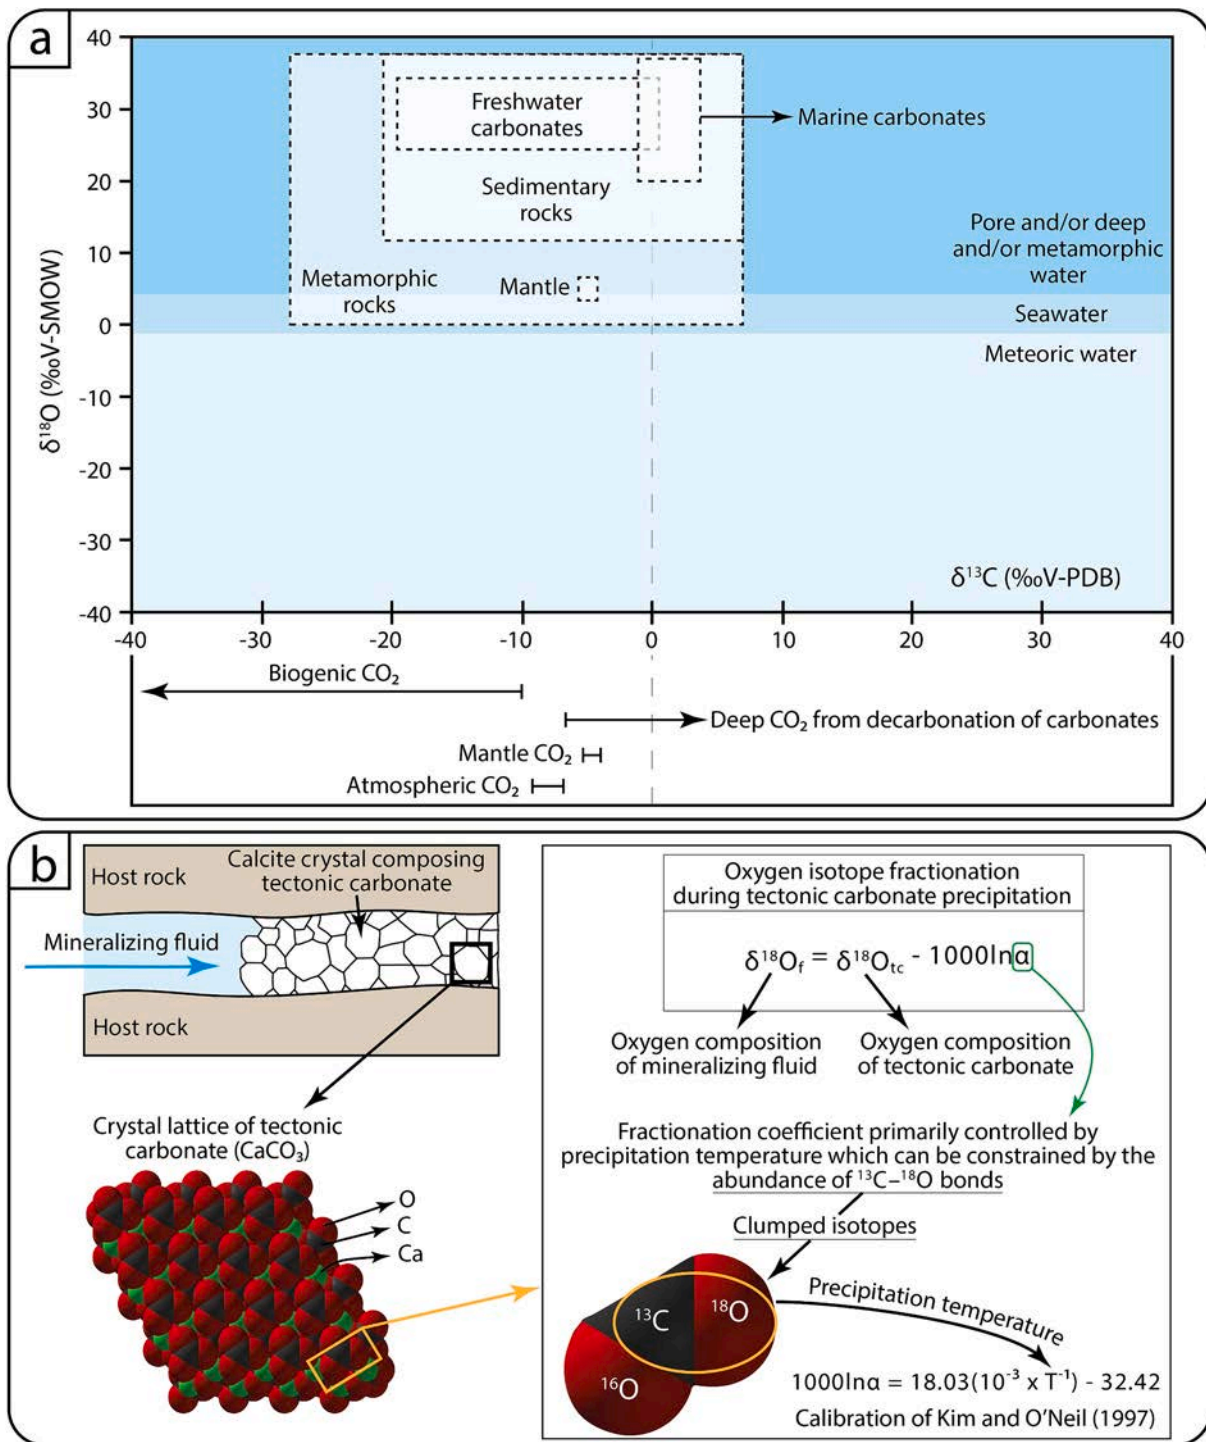 a
40
30
20
10
0
-10
-20
-30
-40
δ¹⁸O (‰V-SMOW)
Freshwater
carbonates
Marine carbonates
Sedimentary
rocks
Metamorphic
rocks
Mantle
Pore and/or deep
and/or metamorphic
water
Seawater
Meteoric water
δ¹³C (‰V-PDB)
-40
-30
-20
-10
0
10
20
30
40
Biogenic CO₂
Deep CO₂ from decarbonation of carbonates
Mantle CO₂
Atmospheric CO₂
b
Host rock
Calcite crystal composing
tectonic carbonate
Mineralizing fluid
Host rock
Crystal lattice of tectonic
carbonate (CaCO₃)
O
C
Ca
Oxygen isotope fractionation
during tectonic carbonate precipitation
δ¹⁸Of = δ¹⁸Otc - 1000lnα
Oxygen composition
of mineralizing fluid
Oxygen composition
of tectonic carbonate
Fractionation coefficient primarily controlled by
precipitation temperature which can be constrained by the
abundance of ¹³C–¹⁸O bonds
Clumped isotopes
¹³C
¹⁸O
¹⁶O
Precipitation temperature
1000lnα = 18.03(10⁻³ x T⁻¹) - 32.42
Calibration of Kim and O'Neil (1997)